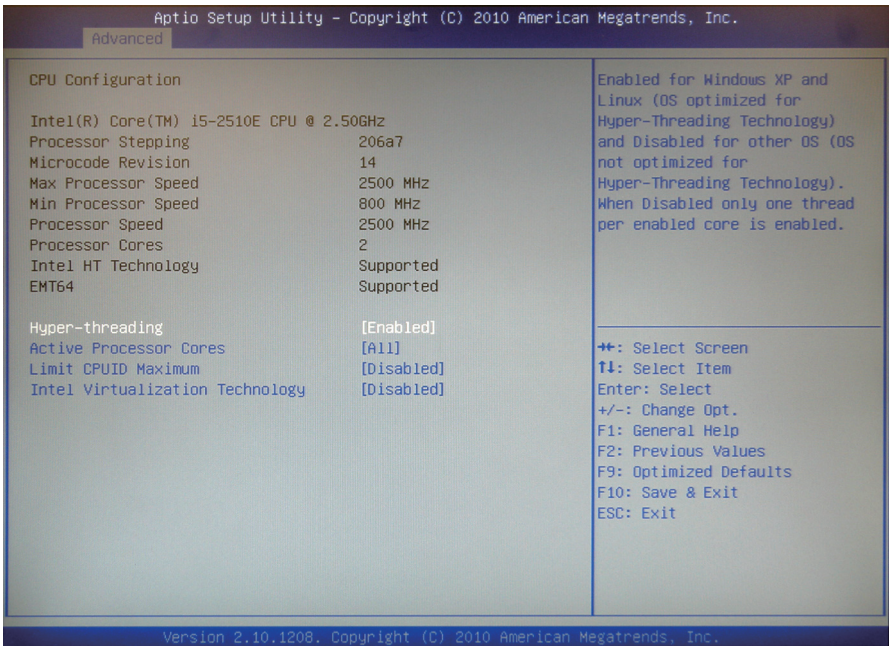 Aptio Setup Utility – Copyright (C) 2010 American Megatrends, Inc.
Advanced
CPU Configuration
Intel(R) Core(TM) i5-2510E CPU @ 2.50GHz
Processor Stepping 206a7
Microcode Revision 14
Max Processor Speed 2500 MHz
Min Processor Speed 800 MHz
Processor Speed 2500 MHz
Processor Cores 2
Intel HT Technology Supported
EMT64 Supported
Hyper-threading [Enabled]
Active Processor Cores [All]
Limit CPUID Maximum [Disabled]
Intel Virtualization Technology [Disabled]
Enabled for Windows XP and
Linux (OS optimized for
Hyper-Threading Technology)
and Disabled for other OS (OS
not optimized for
Hyper-Threading Technology).
When Disabled only one thread
per enabled core is enabled.
→←: Select Screen
↑↓: Select Item
Enter: Select
+/-: Change Opt.
F1: General Help
F2: Previous Values
F9: Optimized Defaults
F10: Save & Exit
ESC: Exit
Version 2.10.1208. Copyright (C) 2010 American Megatrends, Inc.